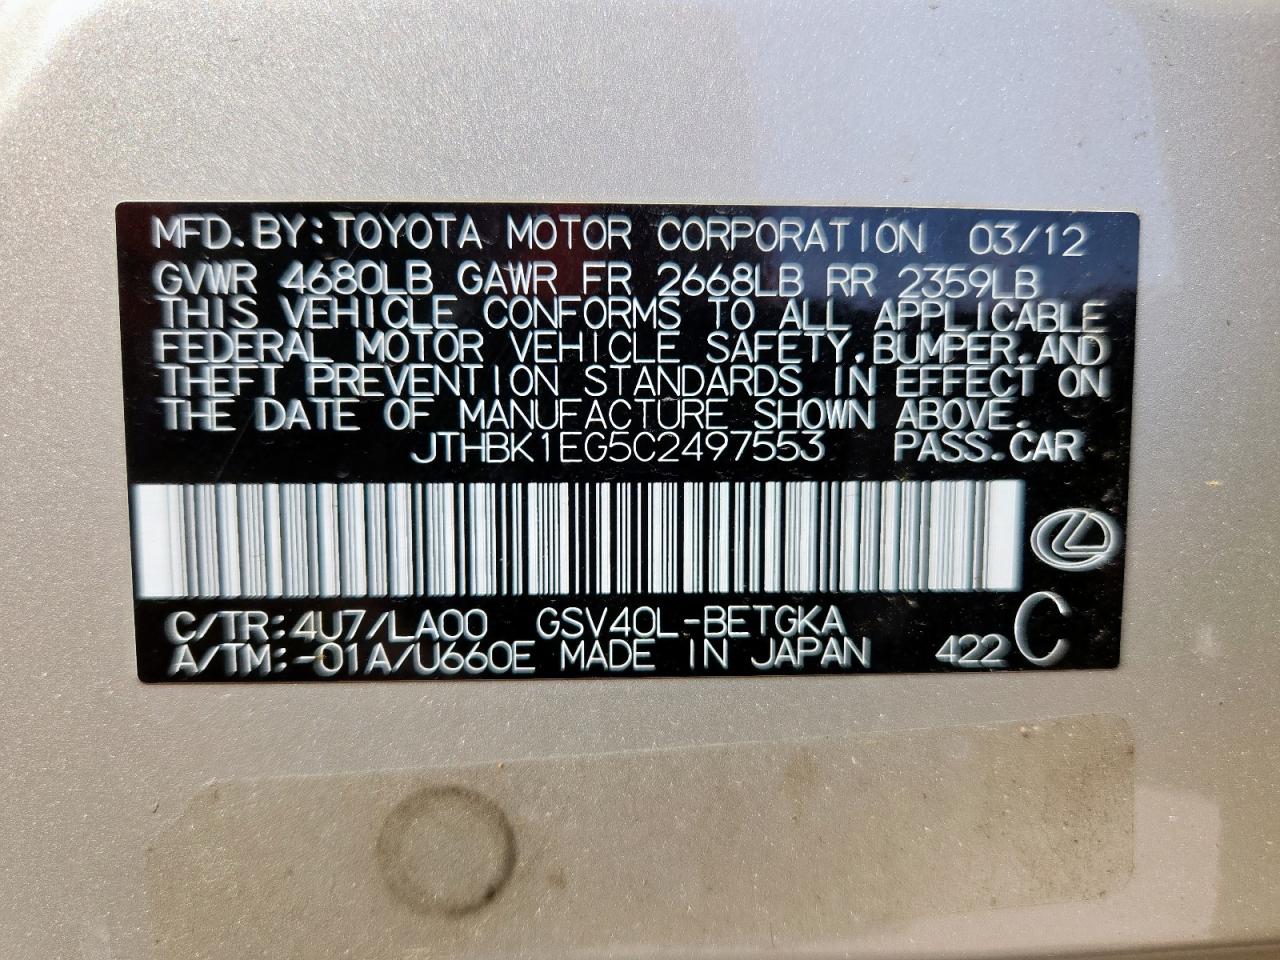 MFD.BY:TOYOTA MOTOR CORPORATION 03/12
GVWR 4680LB GAWR FR 2668LB RR 2359LB
THIS VEHICLE CONFORMS TO ALL APPLICABLE
FEDERAL MOTOR VEHICLE SAFETY,BUMPER,AND
THEFT PREVENTION STANDARDS IN EFFECT ON
THE DATE OF MANUFACTURE SHOWN ABOVE.
JTHBK1EG5C2497553 PASS.CAR
C/TR:4U7/LA00 GSV40L-BETGKA
A/TM:-01A/U660E MADE IN JAPAN 422 C